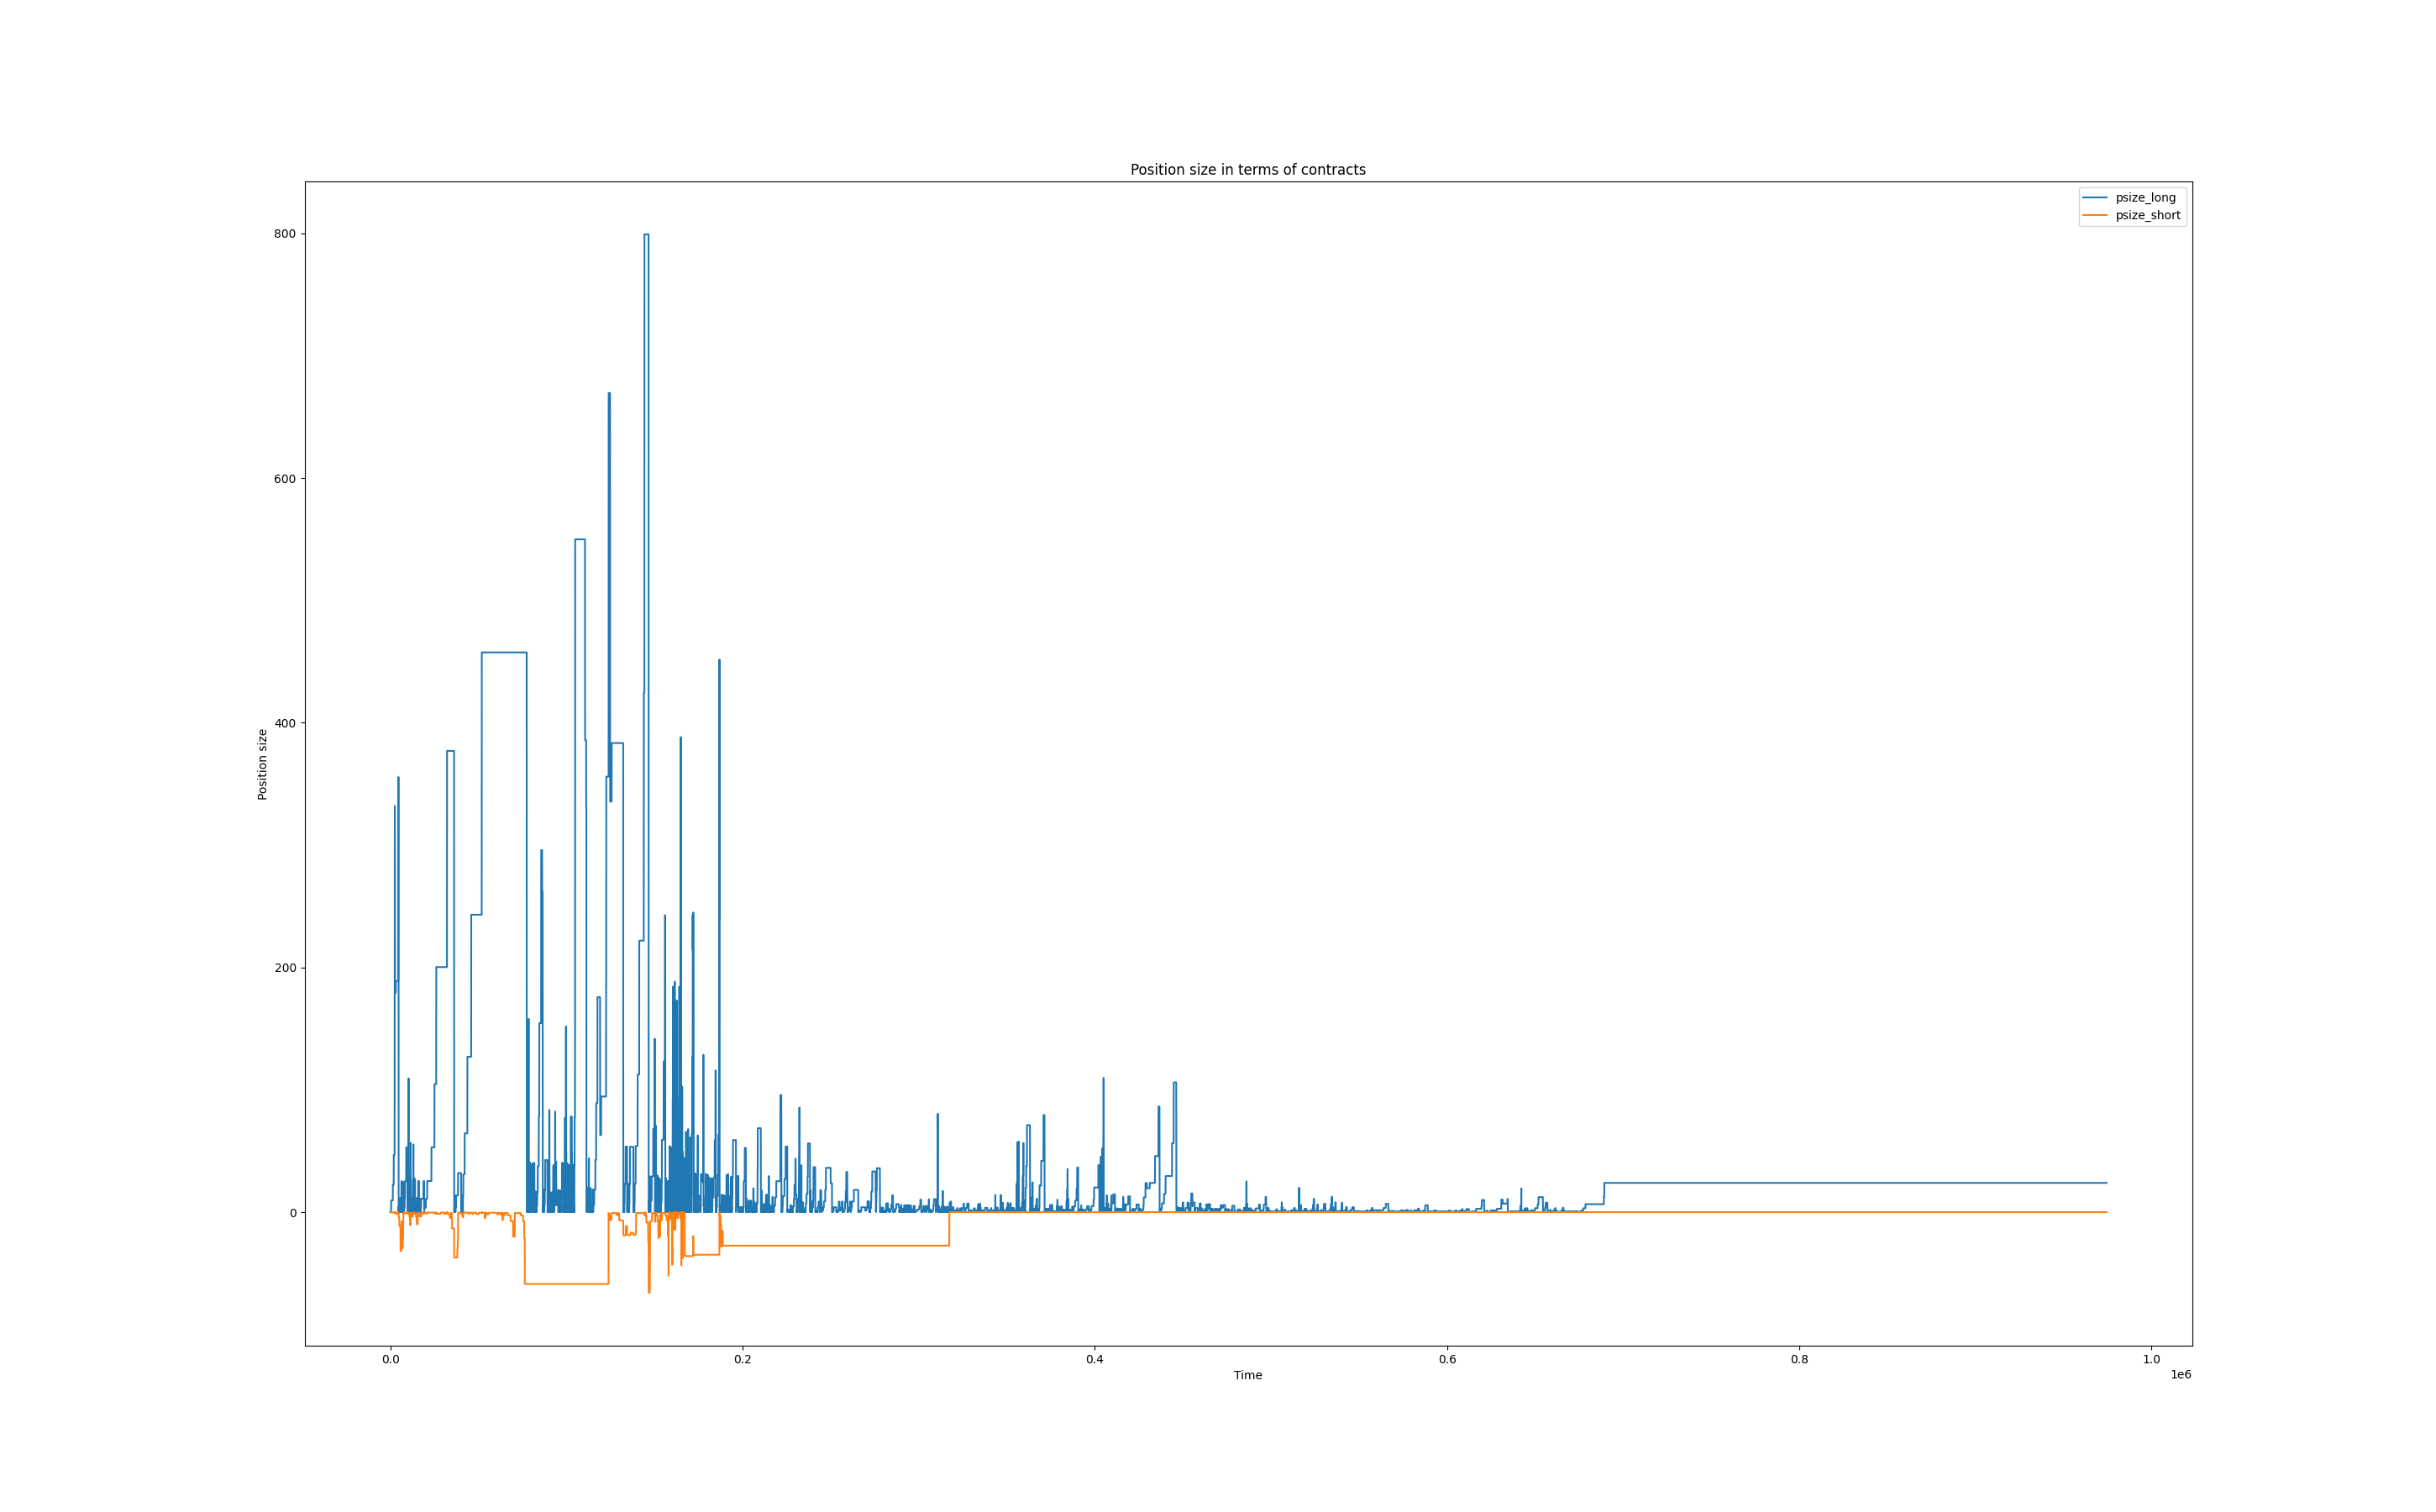 Position size in terms of contracts
psize_long
psize_short
800
600
400
200
0
Position size
0.0 0.2 0.4 0.6 0.8 1.0
Time
1e6